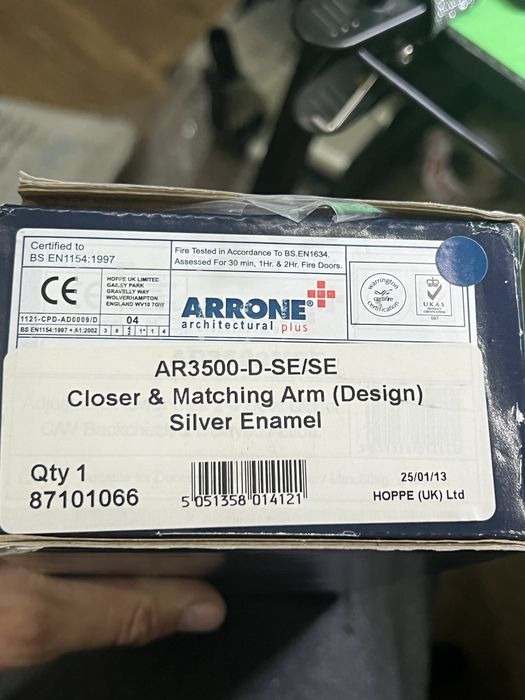 Certified to
BS EN1154:1997
Fire Tested in Accordance To BS.EN1634.
Assessed For 30 min, 1Hr. & 2Hr. Fire Doors.
CE
HOPPE UK LIMITED
GAILEY PARK
GRAVELLY WAY
WOLVERHAMPTON
ENGLAND WV10 7GW
1121-CPD-AD0009/D 04
BS EN1154:1997 + A1:2002 3 8 1* 1 4
ARRONE®
architectural plus
warrington
certifire
certification
UKAS
AR3500-D-SE/SE
Closer & Matching Arm (Design)
Silver Enamel
Qty 1
87101066
5 051358 014121
25/01/13
HOPPE (UK) Ltd